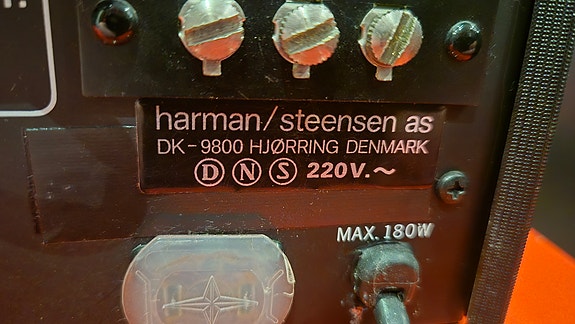 harman/steensen as
DK-9800 HJØRRING DENMARK
D N S 220V.~
MAX. 180W